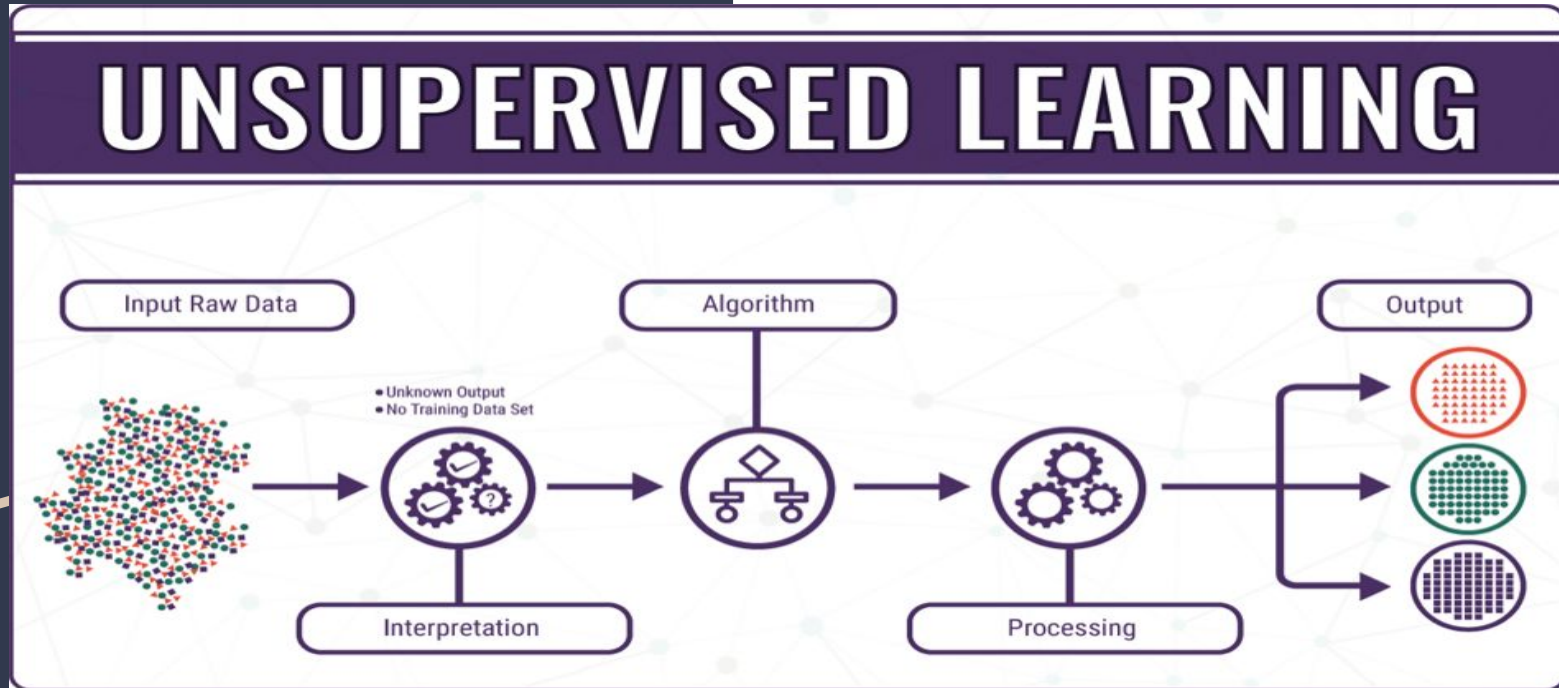 UNSUPERVISED LEARNING
Input Raw Data
Algorithm
Output
• Unknown Output
• No Training Data Set
?
Interpretation
Processing